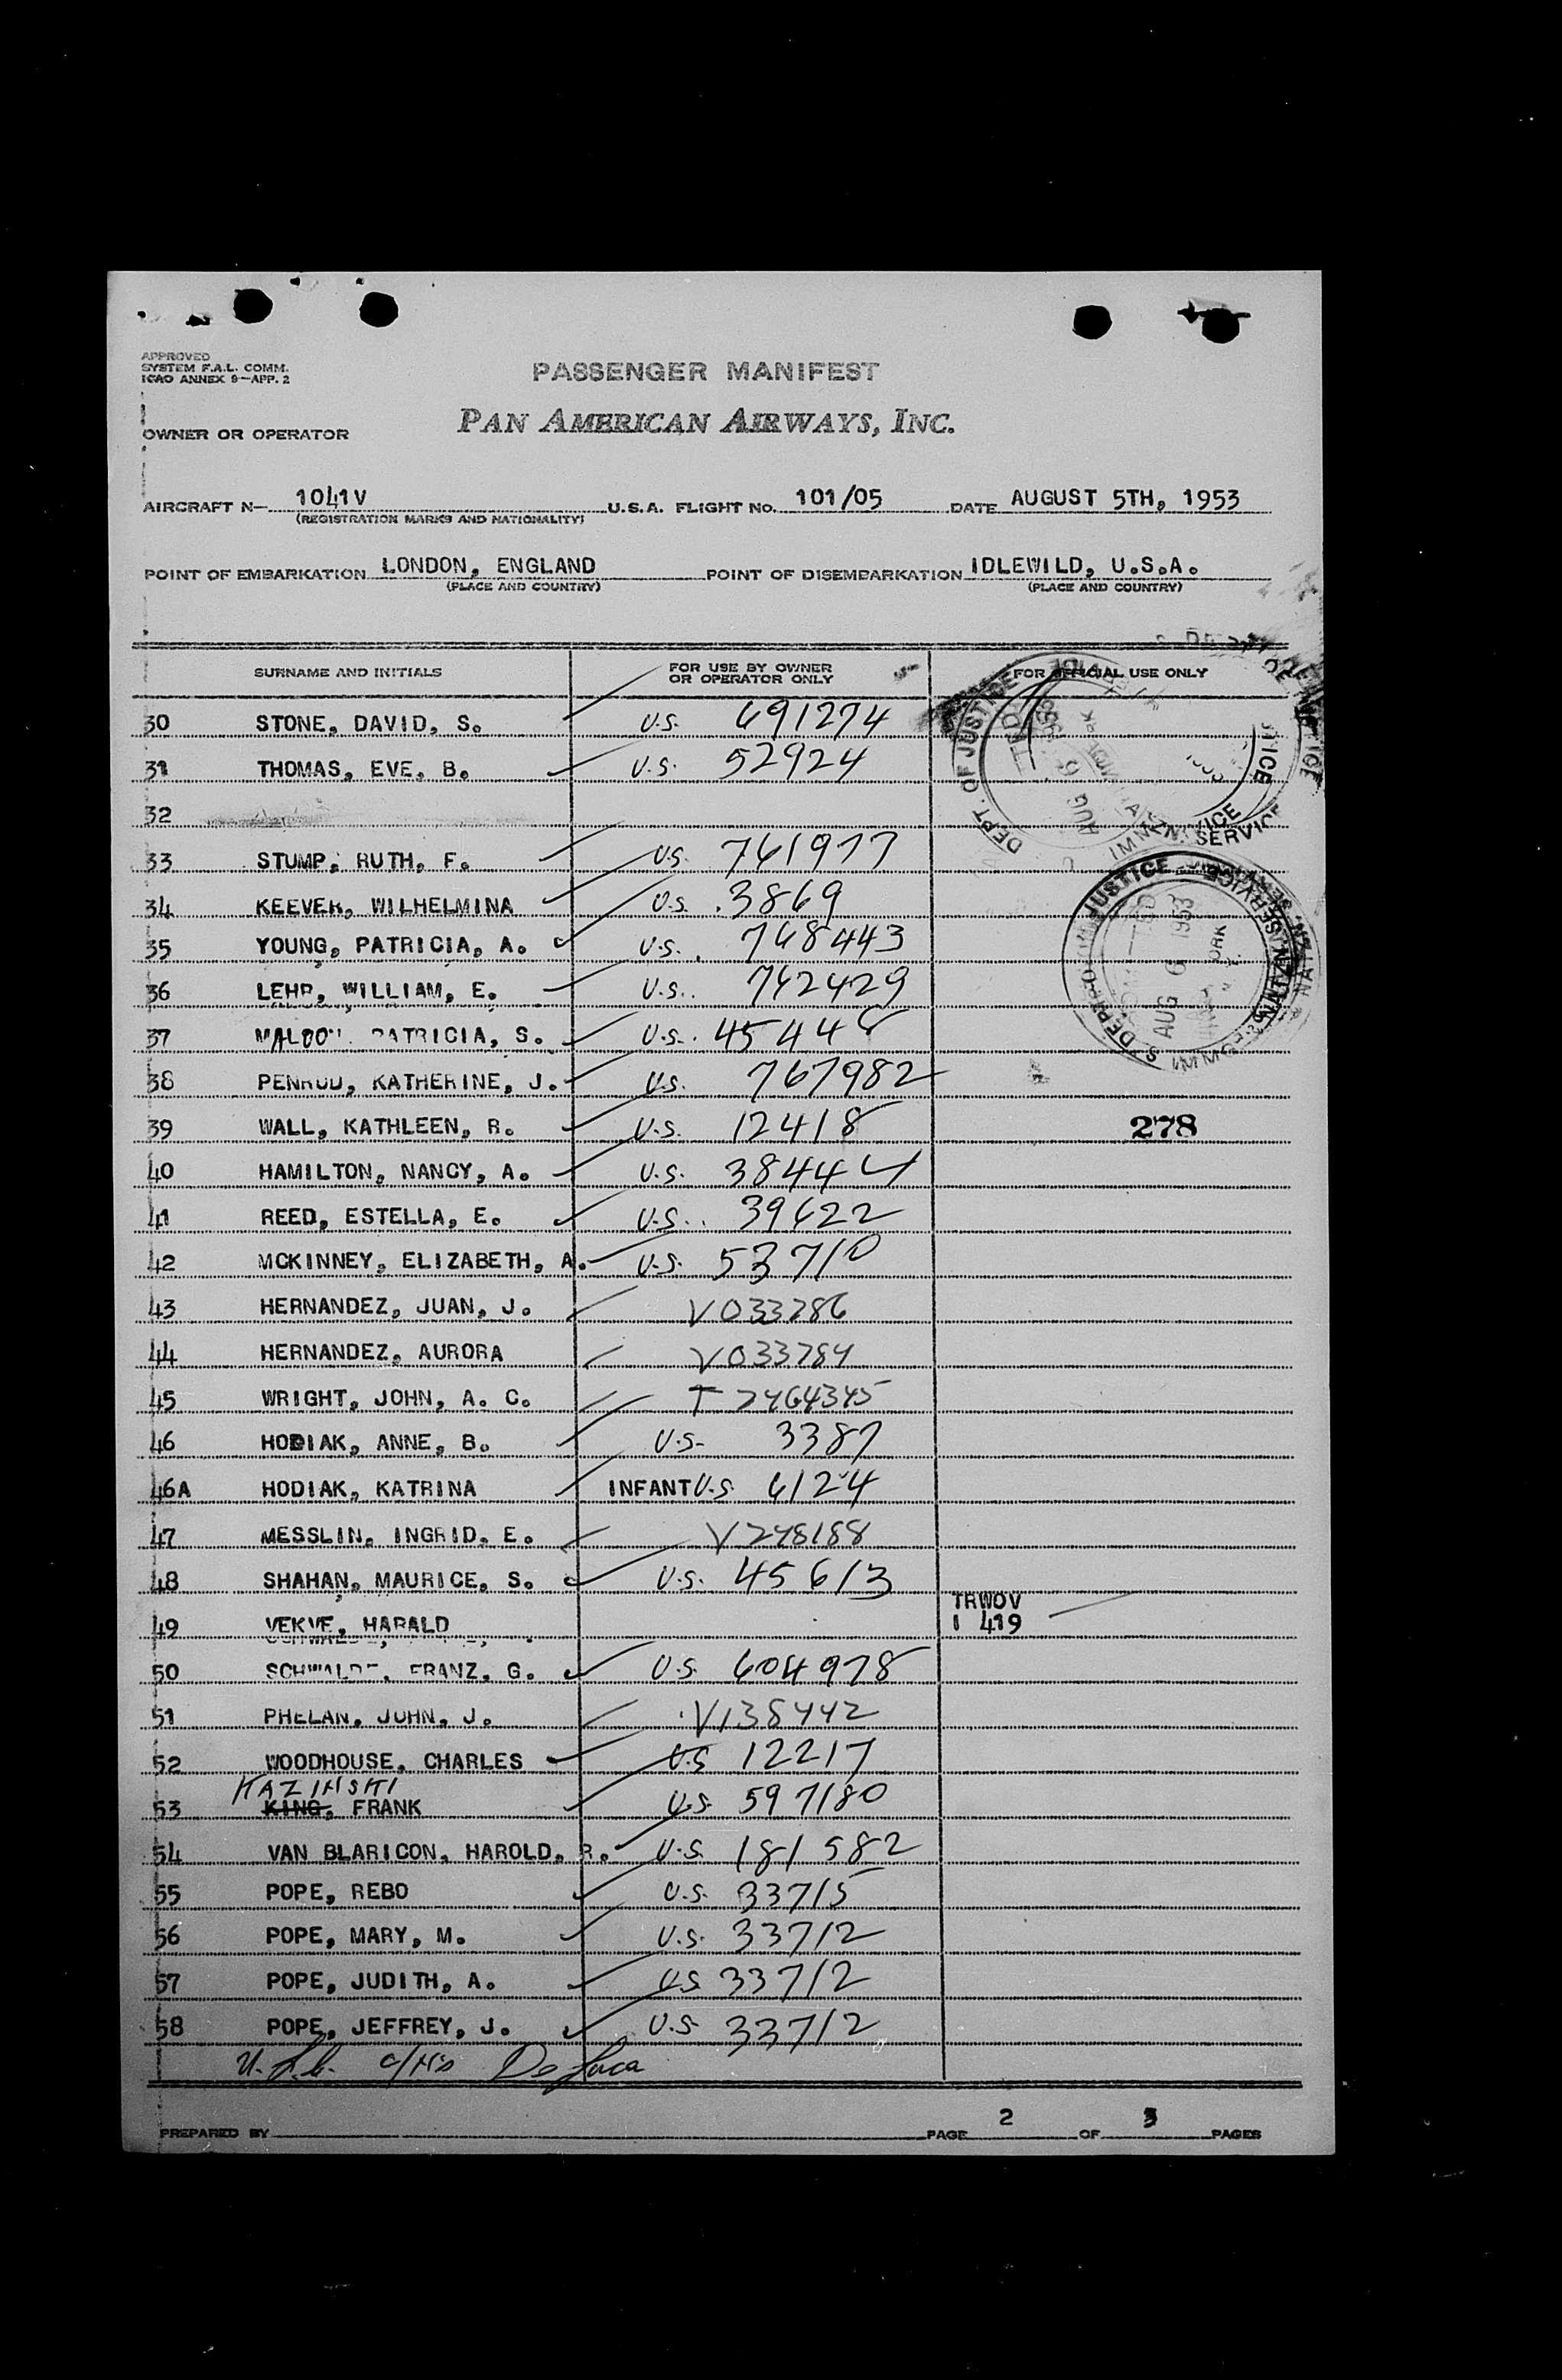 APPROVED
SYSTEM F.A.L. COMM.
ICAO ANNEX 9—APP. 2
PASSENGER MANIFEST
OWNER OR OPERATOR PAN AMERICAN AIRWAYS, INC.
AIRCRAFT N— 1041V U.S.A. FLIGHT NO. 101/05 DATE AUGUST 5TH, 1953
(REGISTRATION MARKS AND NATIONALITY)
POINT OF EMBARKATION LONDON, ENGLAND POINT OF DISEMBARKATION IDLEWILD, U.S.A.
(PLACE AND COUNTRY) (PLACE AND COUNTRY)
SURNAME AND INITIALS FOR USE BY OWNER OR OPERATOR ONLY FOR OFFICIAL USE ONLY
30 STONE, DAVID, S. U.S. 691274
31 THOMAS, EVE, B. U.S. 52924
32
33 STUMP, RUTH, F. U.S. 761977
34 KEEVER, WILHELMINA U.S. 3869
35 YOUNG, PATRICIA, A. U.S. 768443
36 LEHR, WILLIAM, E. U.S. 762429
37 PATRICIA, S. U.S.
38 PENROD, KATHERINE, J. U.S. 767982
39 WALL, KATHLEEN, R. U.S. 12418 278
40 HAMILTON, NANCY, A. U.S. 38444
41 REED, ESTELLA, E. U.S. 39622
42 MCKINNEY, ELIZABETH, A. U.S. 53710
43 HERNANDEZ, JUAN, J. V033286
44 HERNANDEZ, AURORA V033784
45 WRIGHT, JOHN, A. C. T 2464345
46 HODIAK, ANNE, B. U.S. 3387
46A HODIAK, KATRINA INFANT U.S. 6124
47 MESSLIN, INGRID, E. V248188
48 SHAHAN, MAURICE, S. U.S. 45613
49 VEKVE, HARALD TRWOV
I 419
50 SCHWALBE, FRANZ, G. U.S. 604978
51 PHELAN, JOHN, J. V138442
52 WOODHOUSE, CHARLES U.S 12217
KAZINSKI
53 KING, FRANK U.S. 597180
54 VAN BLARICON, HAROLD, R. U.S. 181582
55 POPE, REBO U.S. 33715
56 POPE, MARY, M. U.S. 33712
57 POPE, JUDITH, A. U.S 33712
58 POPE, JEFFREY, J. U.S 33712
PREPARED BY PAGE 2 OF 3 PAGES